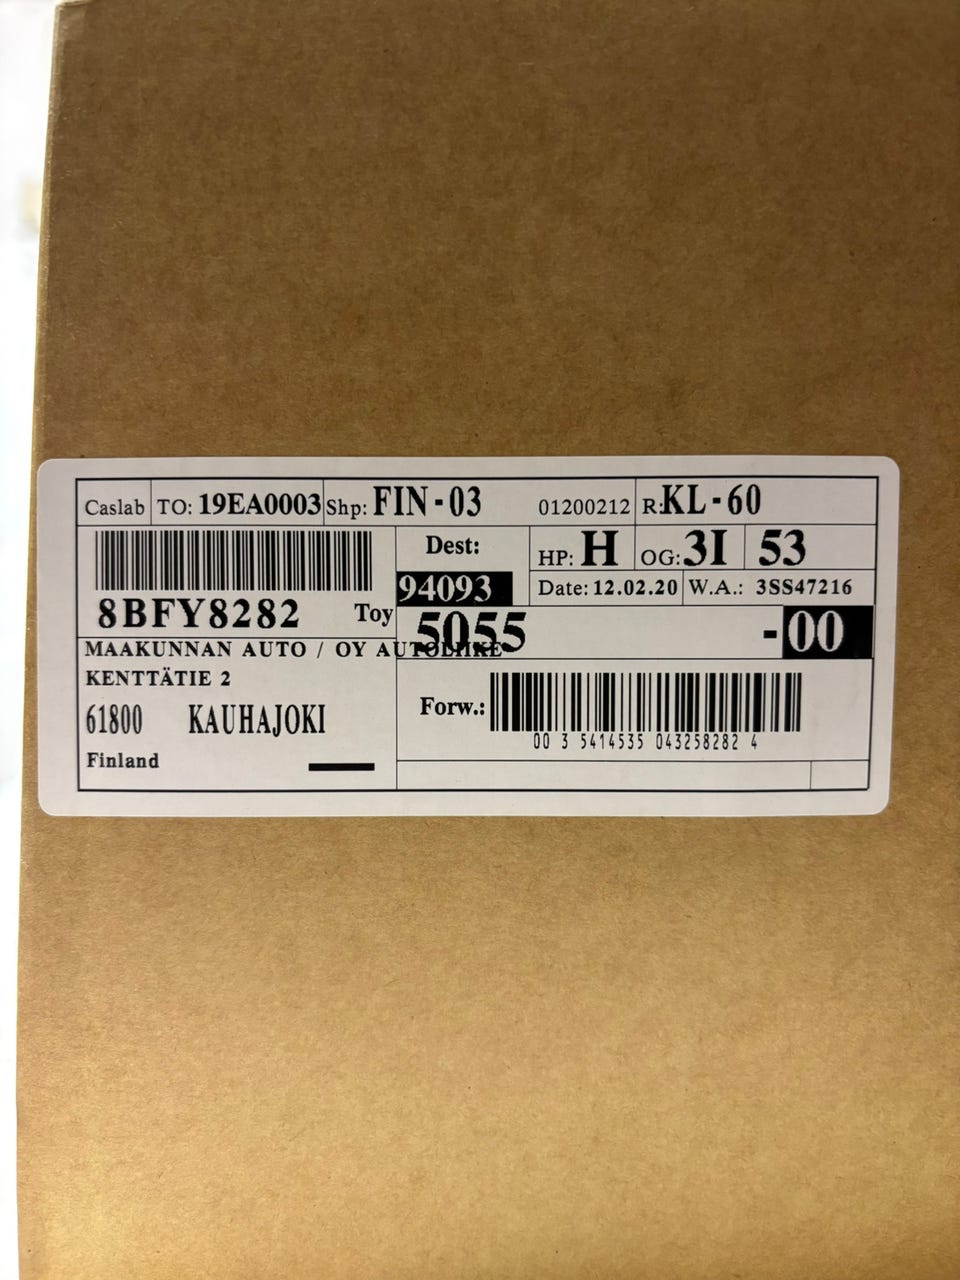 Caslab TO: 19EA0003 Shp: FIN-03 01200212 R:KL-60
Dest: HP: H OG: 3I 53
94093 Date: 12.02.20 W.A.: 3SS47216
8BFY8282 Toy 5055 -00
MAAKUNNAN AUTO / OY AUTOLIIKE
KENTTÄTIE 2
61800 KAUHAJOKI
Finland
Forw.:
00 3 5414535 043258282 4